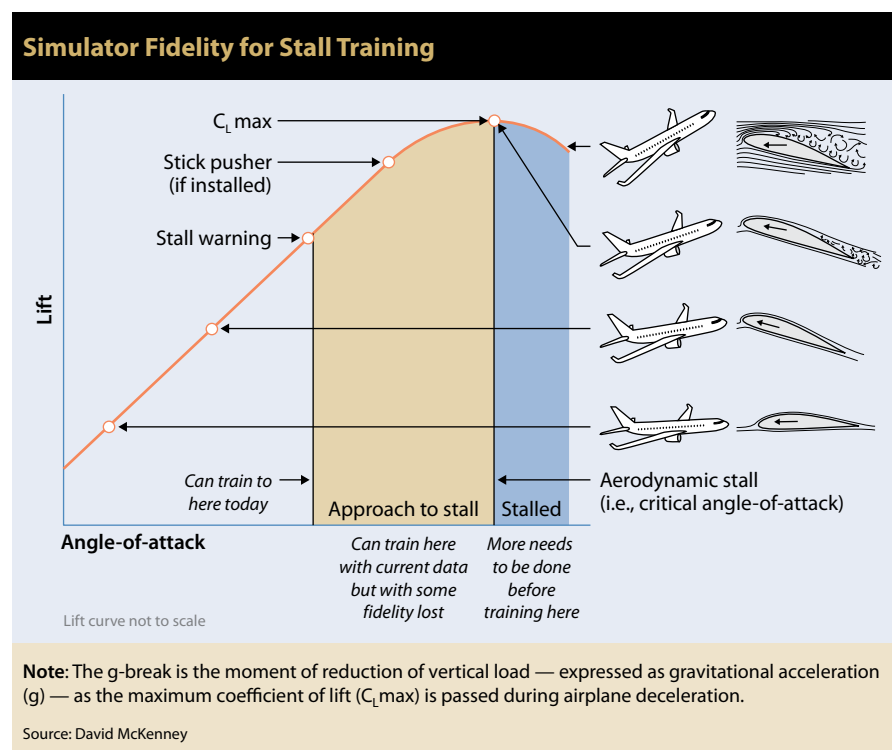 Simulator Fidelity for Stall Training
C_L max
Stick pusher
(if installed)
Stall warning
Lift
Can train to
here today
Approach to stall
Stalled
Aerodynamic stall
(i.e., critical angle-of-attack)
Angle-of-attack
Can train here
with current data
but with some
fidelity lost
More needs
to be done
before
training here
Lift curve not to scale
Note: The g-break is the moment of reduction of vertical load — expressed as gravitational acceleration
(g) — as the maximum coefficient of lift (C_Lmax) is passed during airplane deceleration.
Source: David McKenney